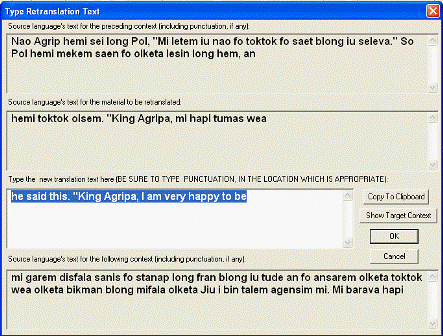 Type Retranslation Text
Source language's text for the preceding context (including punctuation, if any):
Nao Agrip hemi sei long Pol, "Mi letem iu nao fo toktok fo saet blong iu seleva." So
Pol hemi mekem saen fo olketa lesin long hem, an
Source language's text for the material to be retranslated:
hemi toktok olsem. "King Agripa, mi hapi tumas wea
Type the new translation text here (BE SURE TO TYPE PUNCTUATION, IN THE LOCATION WHICH IS APPROPRIATE):
he said this. "King Agripa, I am very happy to be
Copy To Clipboard
Show Target Context
OK
Cancel
Source language's text for the following context (including punctuation, if any):
mi garem disfala sanis fo stanap long fran blong iu tude an fo ansarem olketa toktok
wea olketa bikman blong mifala olketa Jiu i bin talem agensim mi. Mi barava hapi